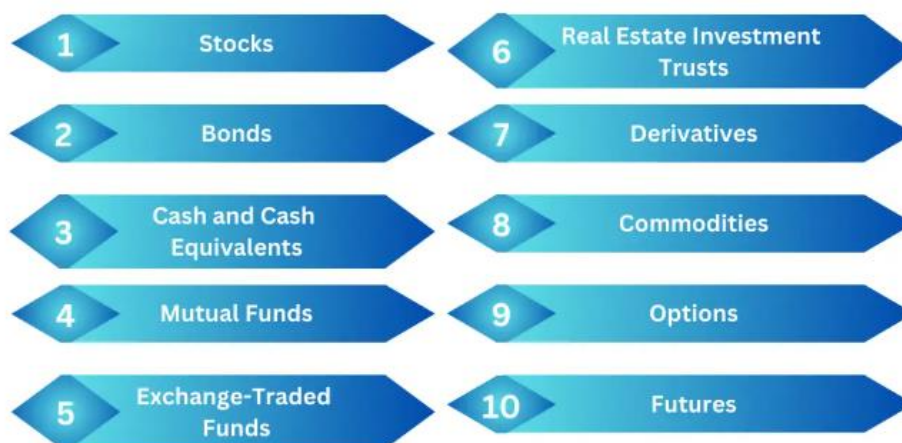 1
Stocks
2
Bonds
3
Cash and Cash
Equivalents
4
Mutual Funds
5
Exchange-Traded
Funds
6
Real Estate Investment
Trusts
7
Derivatives
8
Commodities
9
Options
10
Futures